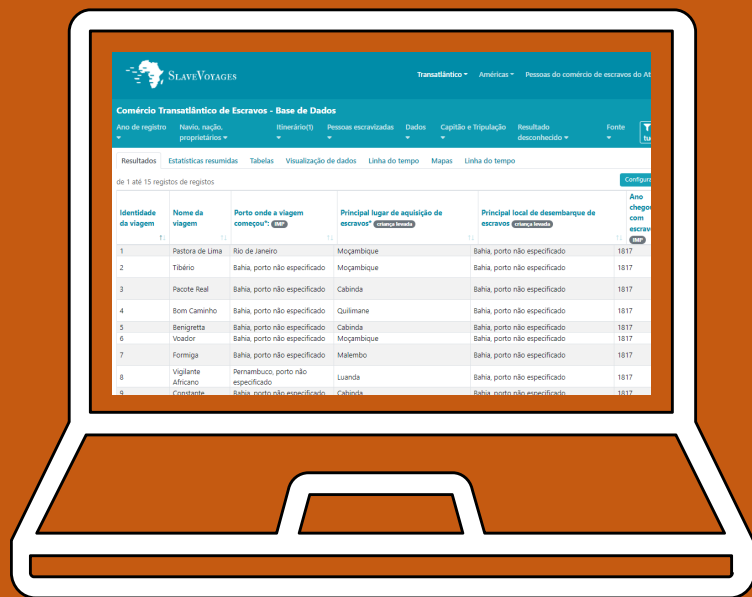 SLAVEVOYAGES
Transatlântico Américas Pessoas do comércio de escravos do At
Comércio Transatlântico de Escravos - Base de Dados
Ano de registro Navio, nação, proprietários Itinerário(1) Pessoas escravizadas Dados Capitão e Tripulação Resultado desconhecido Fonte
Resultados Estatísticas resumidas Tabelas Visualização de dados Linha do tempo Mapas Linha do tempo
de 1 até 15 registos de registos Configura
Identidade da viagem Nome da viagem Porto onde a viagem começou*: IMP Principal lugar de aquisição de escravos* criança levada Principal local de desembarque de escravos criança levada Ano chego com escrav IMP
1 Pastora de Lima Rio de Janeiro Moçambique Bahia, porto não especificado 1817
2 Tibério Bahia, porto não especificado Moçambique Bahia, porto não especificado 1817
3 Pacote Real Bahia, porto não especificado Cabinda Bahia, porto não especificado 1817
4 Bom Caminho Bahia, porto não especificado Quilimane Bahia, porto não especificado 1817
5 Benigretta Bahia, porto não especificado Cabinda Bahia, porto não especificado 1817
6 Voador Bahia, porto não especificado Moçambique Bahia, porto não especificado 1817
7 Formiga Bahia, porto não especificado Malembo Bahia, porto não especificado 1817
8 Vigilante Africano Pernambuco, porto não especificado Luanda Bahia, porto não especificado 1817
9 Constante Bahia, porto não especificado Cabinda Bahia, porto não especificado 1817